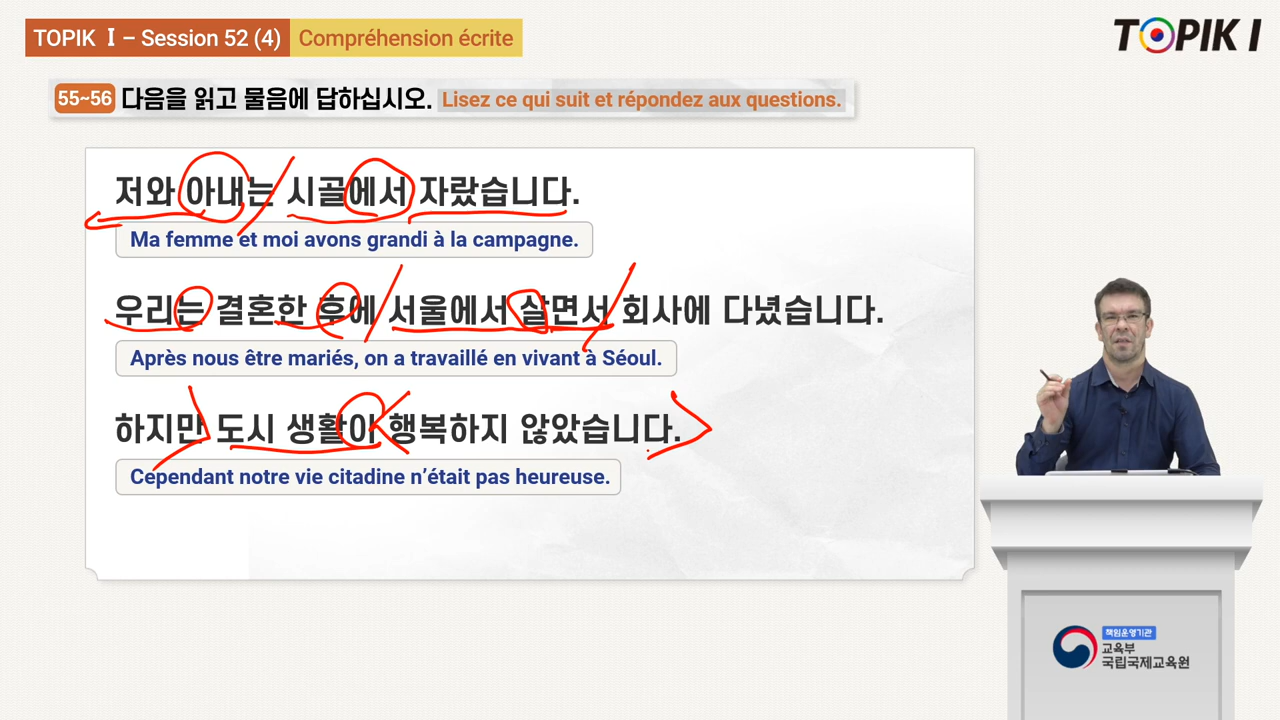 TOPIK I – Session 52 (4) Compréhension écrite
TOPIK I
55~56 다음을 읽고 물음에 답하십시오. Lisez ce qui suit et répondez aux questions.
저와 아내는 시골에서 자랐습니다.
Ma femme et moi avons grandi à la campagne.
우리는 결혼한 후에 서울에서 살면서 회사에 다녔습니다.
Après nous être mariés, on a travaillé en vivant à Séoul.
하지만 도시 생활이 행복하지 않았습니다.
Cependant notre vie citadine n’était pas heureuse.
책임운영기관
교육부
국립국제교육원